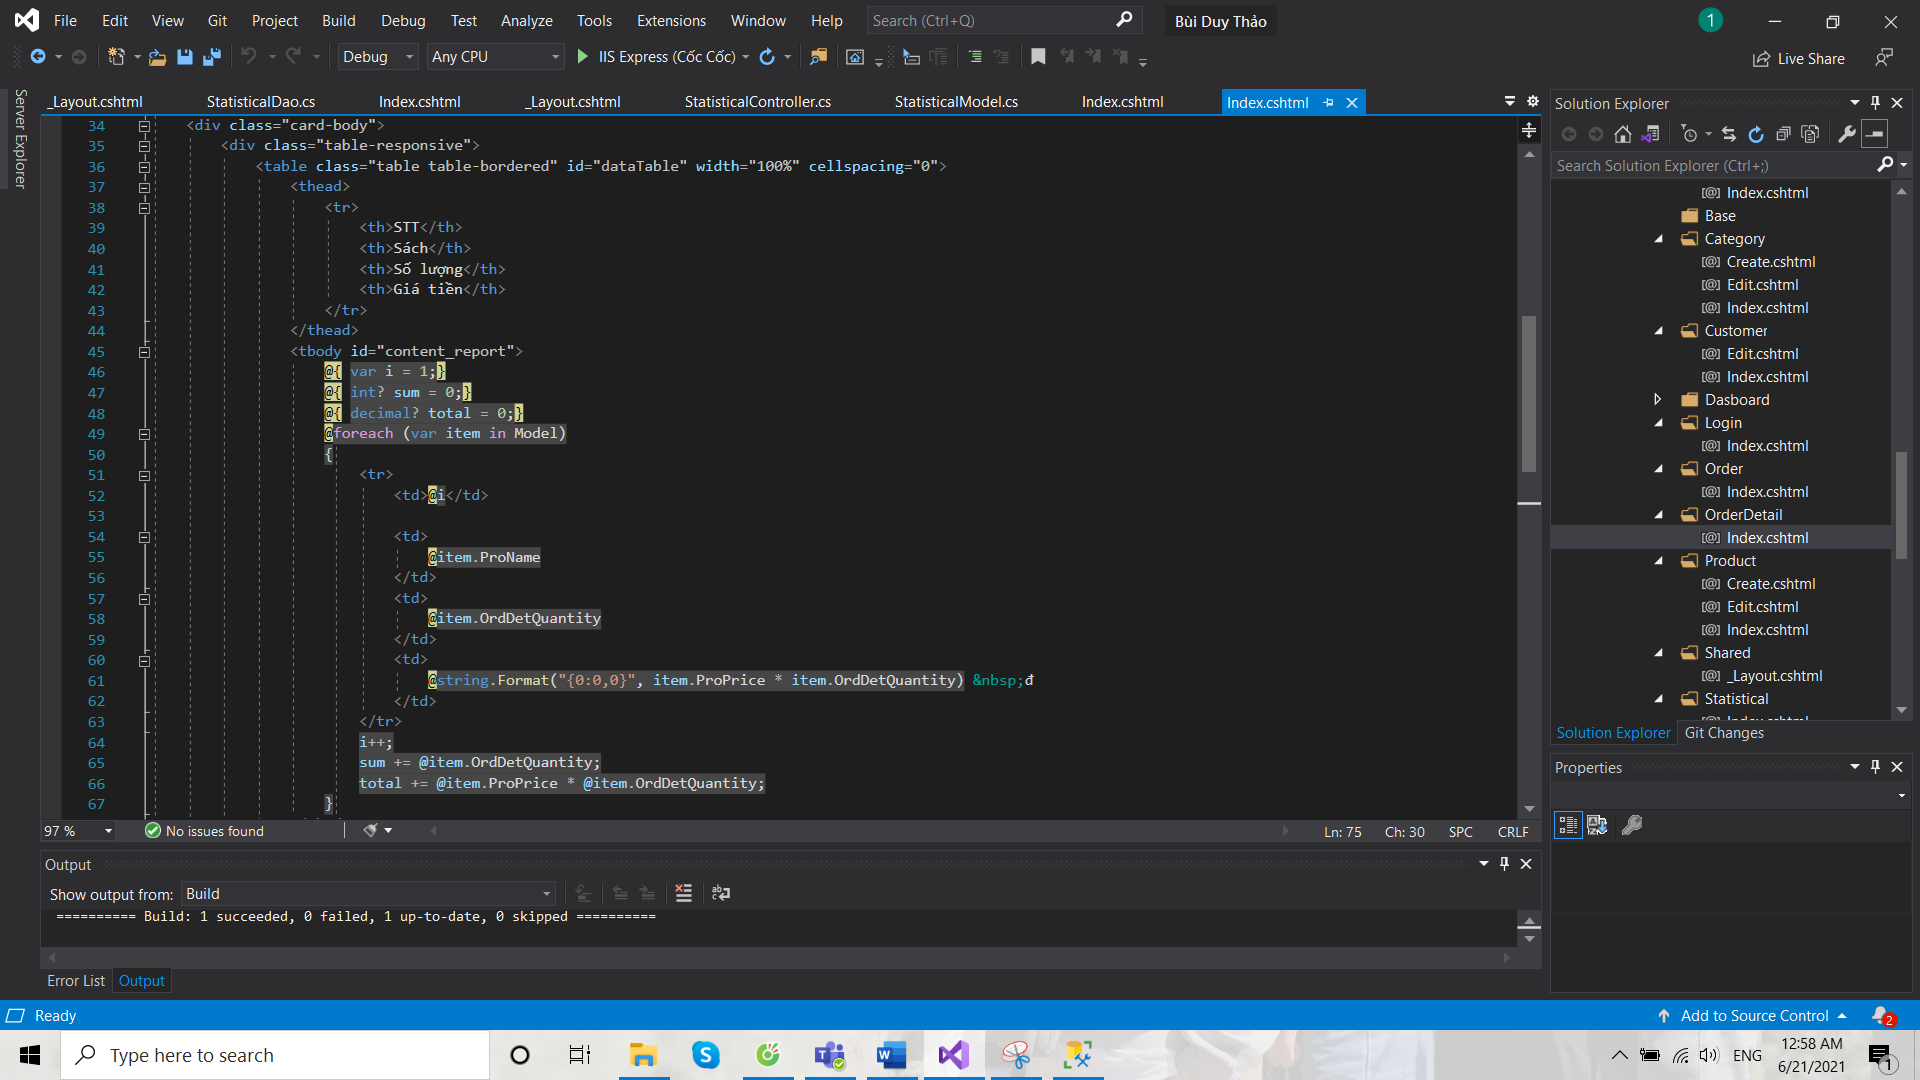 File Edit View Git Project Build Debug Test Analyze Tools Extensions Window Help Search (Ctrl+Q) Bùi Duy Thảo 1
Debug Any CPU IIS Express (Cốc Cốc) Live Share
Server Explorer
_Layout.cshtml StatisticalDao.cs Index.cshtml _Layout.cshtml StatisticalController.cs StatisticalModel.cs Index.cshtml Index.cshtml
34 <div class="card-body">
35 <div class="table-responsive">
36 <table class="table table-bordered" id="dataTable" width="100%" cellspacing="0">
37 <thead>
38 <tr>
39 <th>STT</th>
40 <th>Sách</th>
41 <th>Số lượng</th>
42 <th>Giá tiền</th>
43 </tr>
44 </thead>
45 <tbody id="content_report">
46 @{ var i = 1;}
47 @{ int? sum = 0;}
48 @{ decimal? total = 0;}
49 @foreach (var item in Model)
50 {
51 <tr>
52 <td>@i</td>
53
54 <td>
55 @item.ProName
56 </td>
57 <td>
58 @item.OrdDetQuantity
59 </td>
60 <td>
61 @string.Format("{0:0,0}", item.ProPrice * item.OrdDetQuantity) &nbsp;đ
62 </td>
63 </tr>
64 i++;
65 sum += @item.OrdDetQuantity;
66 total += @item.ProPrice * @item.OrdDetQuantity;
67 }
97 % No issues found Ln: 75 Ch: 30 SPC CRLF
Output
Show output from: Build
========== Build: 1 succeeded, 0 failed, 1 up-to-date, 0 skipped ==========
Error List Output
Solution Explorer
Search Solution Explorer (Ctrl+;)
Index.cshtml
Base
Category
Create.cshtml
Edit.cshtml
Index.cshtml
Customer
Edit.cshtml
Index.cshtml
Dasboard
Login
Index.cshtml
Order
Index.cshtml
OrderDetail
Index.cshtml
Product
Create.cshtml
Edit.cshtml
Index.cshtml
Shared
_Layout.cshtml
Statistical
Solution Explorer Git Changes
Properties
Ready Add to Source Control 2
Type here to search ENG 12:58 AM
6/21/2021 1